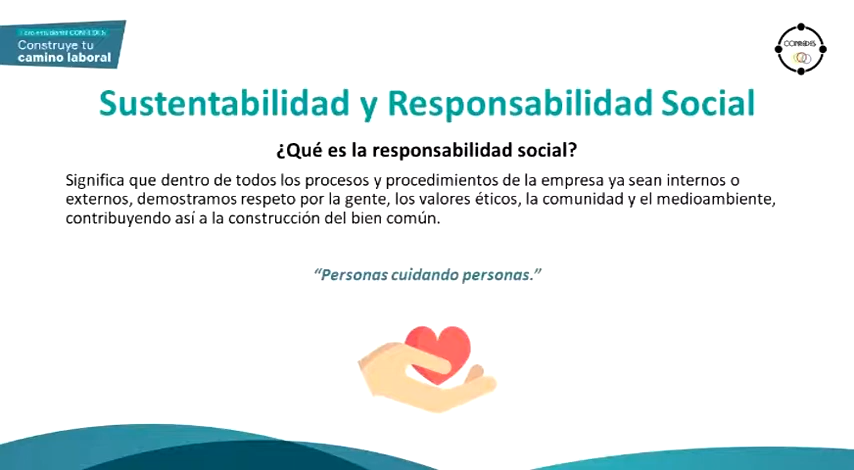 Construye tu
camino laboral
Sustentabilidad y Responsabilidad Social
¿Qué es la responsabilidad social?
Significa que dentro de todos los procesos y procedimientos de la empresa ya sean internos o
externos, demostramos respeto por la gente, los valores éticos, la comunidad y el medioambiente,
contribuyendo así a la construcción del bien común.
“Personas cuidando personas.”